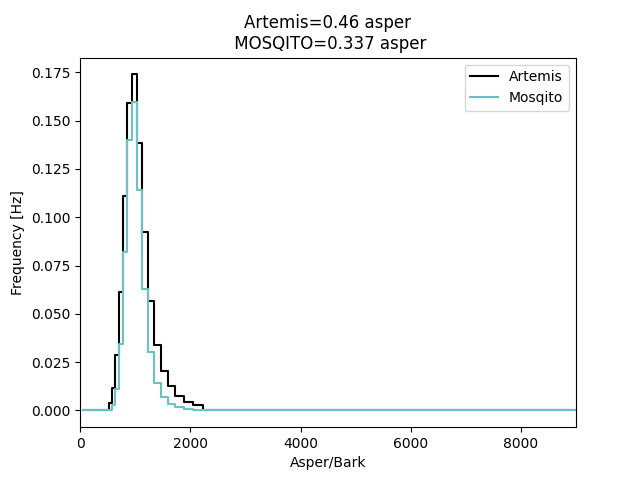 Artemis=0.46 asper
MOSQITO=0.337 asper
Artemis
Mosqito
0.175
0.150
0.125
0.100
0.075
0.050
0.025
0.000
Frequency [Hz]
0 2000 4000 6000 8000
Asper/Bark